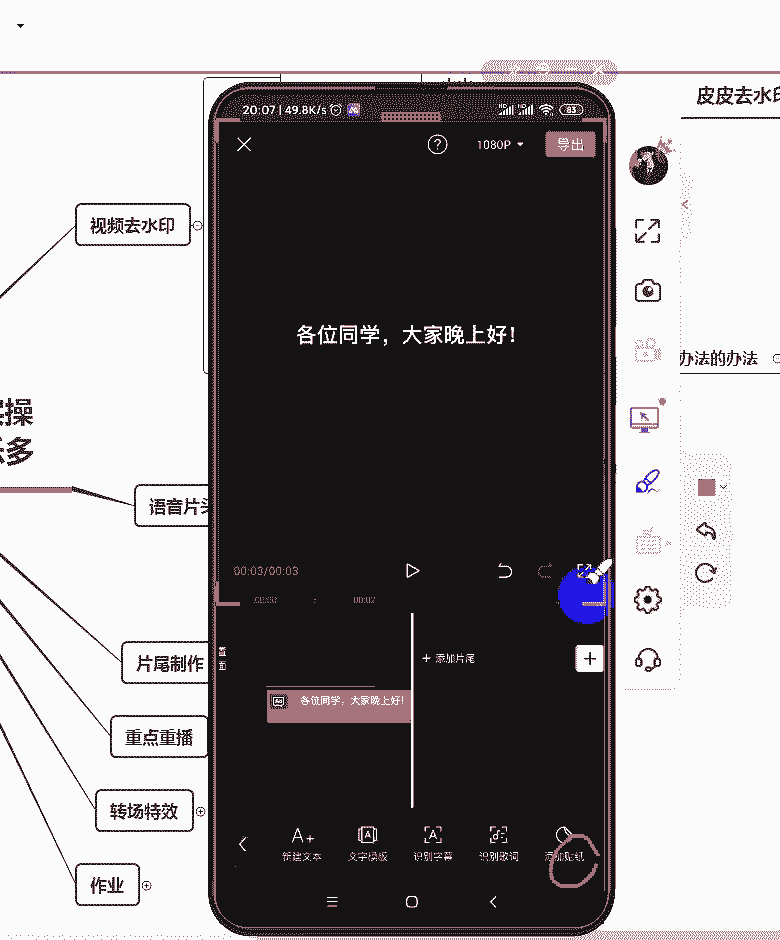 皮皮去水印
20:07 | 49.8K/s
83
1080P
导出
视频去水印
各位同学，大家晚上好！
办法的办法
操
多
语音片
00:03/00:03
00:00
00:02
片尾制作
+ 添加片尾
各位同学，大家晚上好！
重点重播
转场特效
A+
新建文本
文字模板
识别字幕
识别歌词
添加贴纸
作业